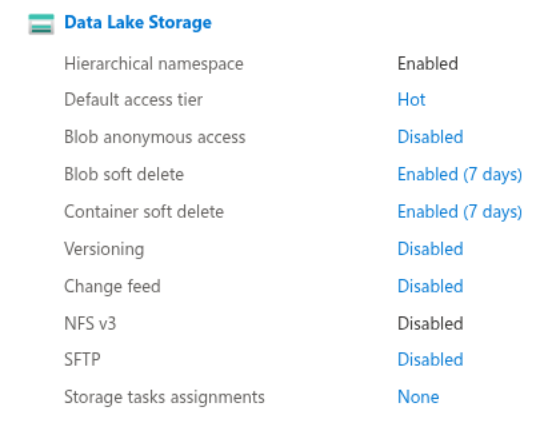 Data Lake Storage
Hierarchical namespace Enabled
Default access tier Hot
Blob anonymous access Disabled
Blob soft delete Enabled (7 days)
Container soft delete Enabled (7 days)
Versioning Disabled
Change feed Disabled
NFS v3 Disabled
SFTP Disabled
Storage tasks assignments None